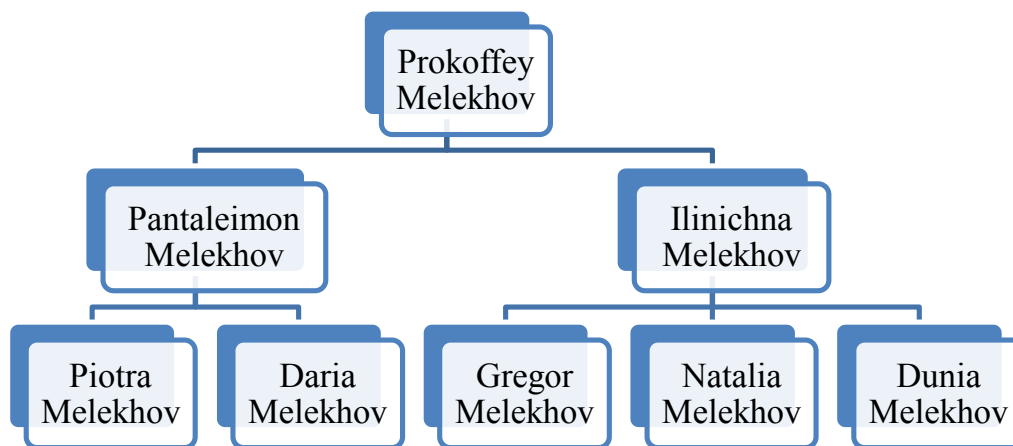 Prokoffey
Melekhov
Pantaleimon
Melekhov
Ilinichna
Melekhov
Piotra
Melekhov
Daria
Melekhov
Gregor
Melekhov
Natalia
Melekhov
Dunia
Melekhov